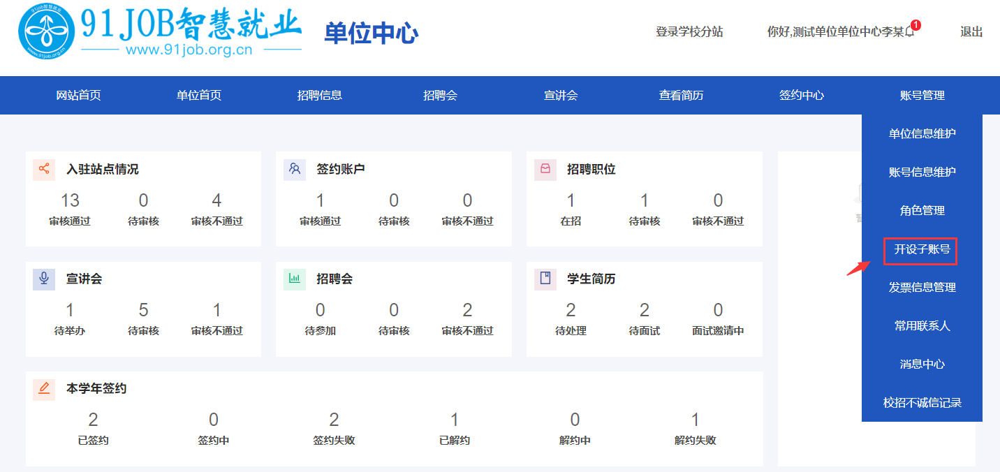 91job智慧就业
www.91job.org.cn
91JOB智慧就业
www.91job.org.cn
单位中心
登录学校分站
你好,测试单位单位中心李某
1
退出
网站首页
单位首页
招聘信息
招聘会
宣讲会
查看简历
签约中心
账号管理
单位信息维护
账号信息维护
角色管理
开设子账号
发票信息管理
常用联系人
消息中心
校招不诚信记录
入驻站点情况
13 0 4
审核通过 待审核 审核不通过
签约账户
1 0 0
审核通过 待审核 审核不通过
招聘职位
1 1 0
在招 待审核 审核不通过
宣讲会
1 5 1
待举办 待审核 审核不通过
招聘会
0 0 2
待参加 待审核 审核不通过
学生简历
2 2 0
待处理 待面试 面试邀请中
本学年签约
2 0 2 1 0 1
已签约 签约中 签约失败 已解约 解约中 解约失败